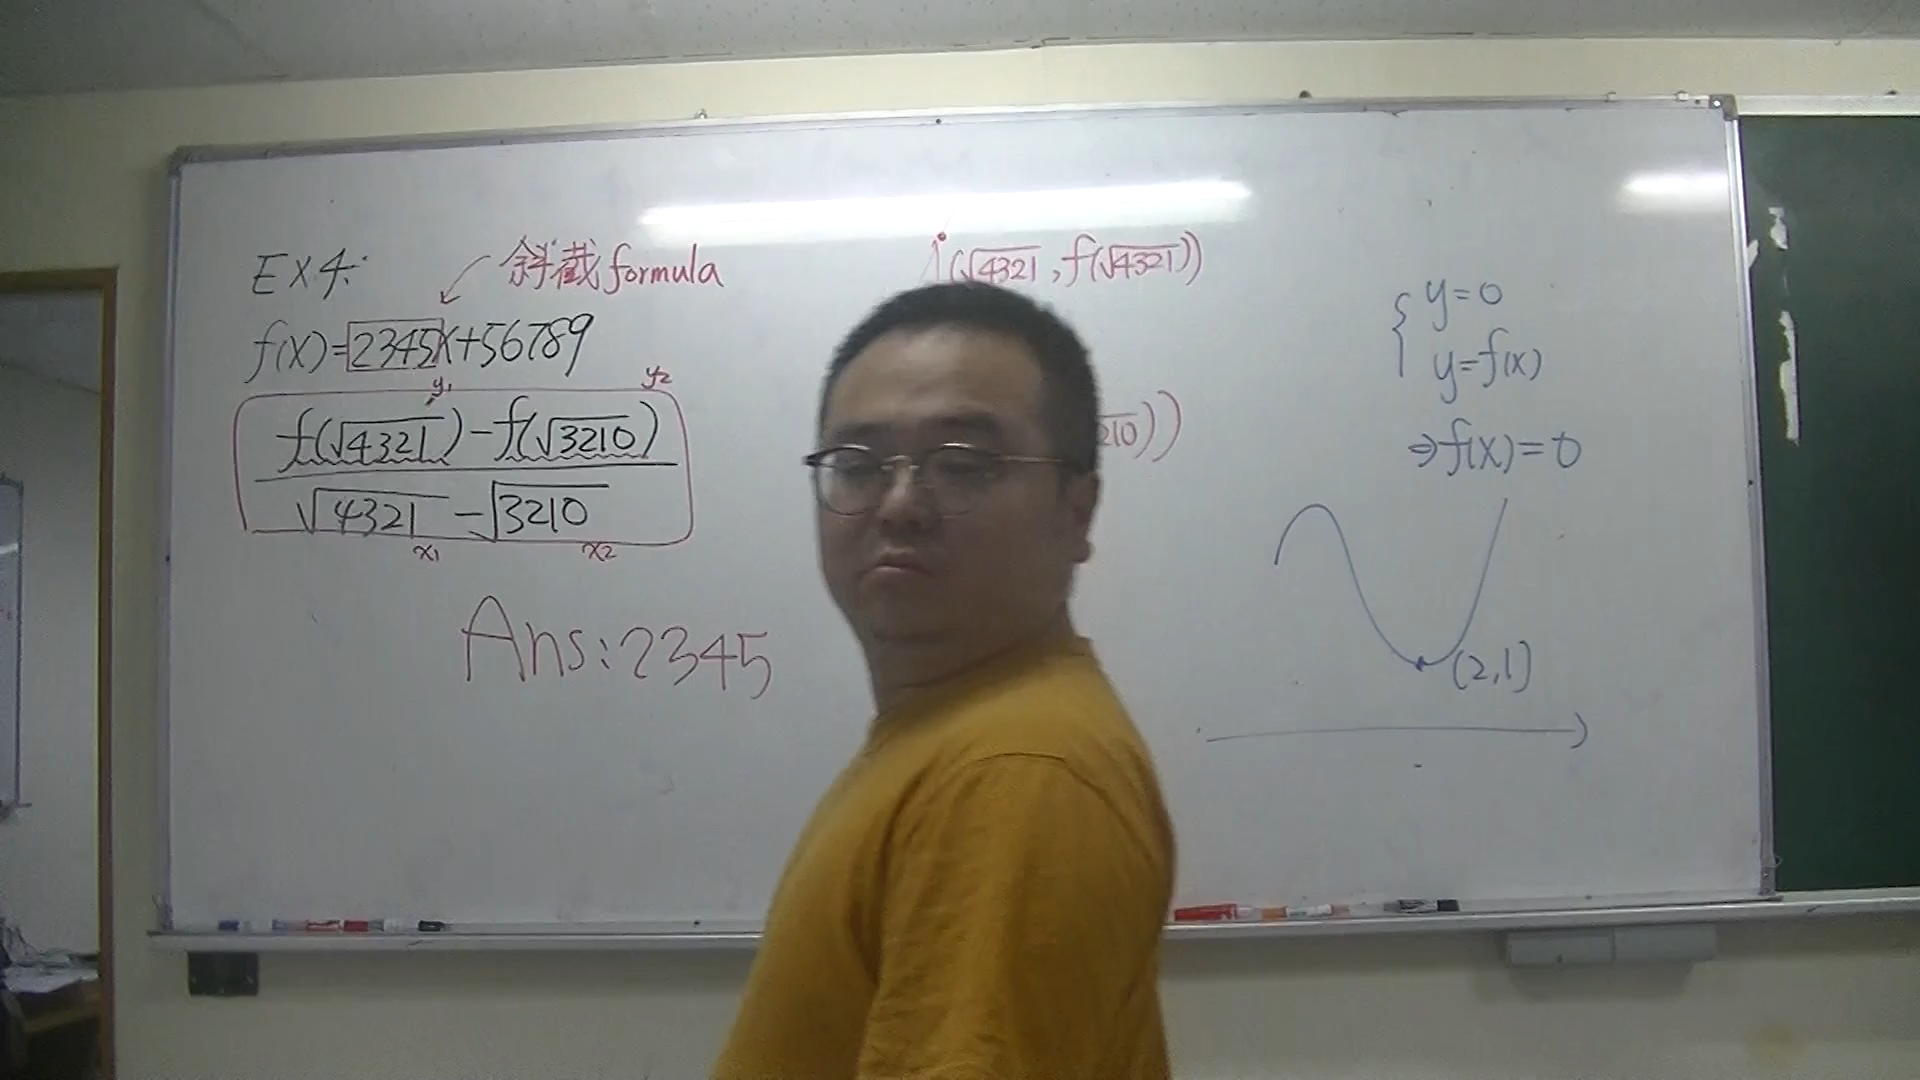 EX4:
斜截formula
f(x)=2345x+56789
y₁ y₂
f(√4321)-f(√3210)
√4321-√3210
x₁ x₂
Ans:2345
(√4321,f(√4321))
210))
y=0
y=f(x)
⇒f(x)=0
(2,1)